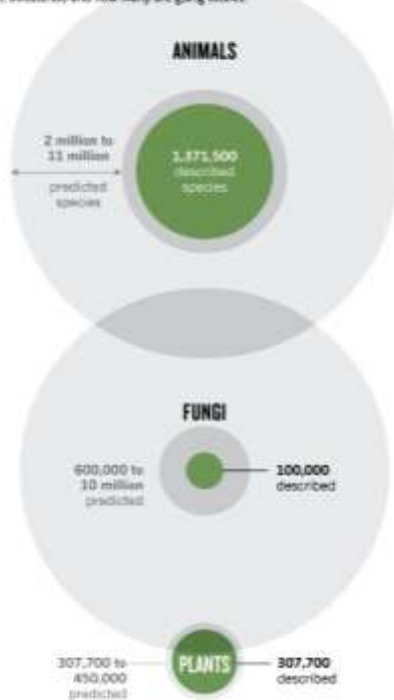 ANIMALS
2 million to
11 million
predicted
species
1,371,500
described
species
FUNGI
600,000 to
10 million
predicted
100,000
described
307,700 to
450,000
predicted
PLANTS
307,700
described